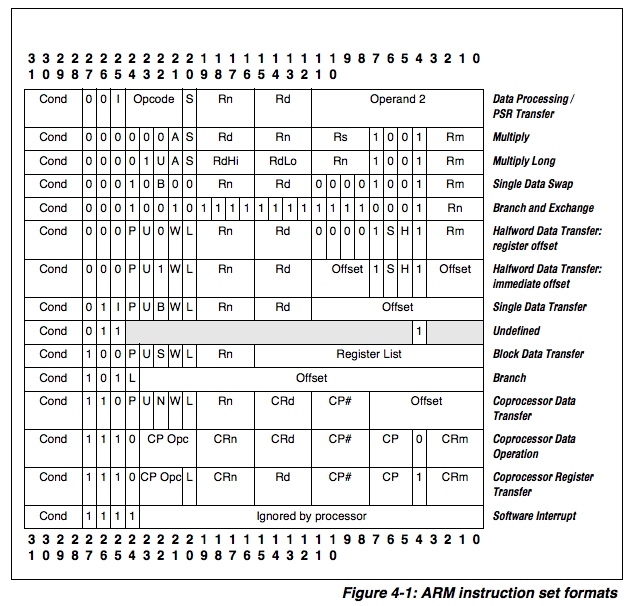 3 3 2 2 2 2 2 2 2 2 2 2 1 1 1 1 1 1 1 1 1 1 9 8 7 6 5 4 3 2 1 0
1 0 9 8 7 6 5 4 3 2 1 0 9 8 7 6 5 4 3 2 1 0
Cond 0 0 I Opcode S Rn Rd Operand 2 Data Processing /
PSR Transfer
Cond 0 0 0 0 0 0 A S Rd Rn Rs 1 0 0 1 Rm Multiply
Cond 0 0 0 0 1 U A S RdHi RdLo Rn 1 0 0 1 Rm Multiply Long
Cond 0 0 0 1 0 B 0 0 Rn Rd 0 0 0 0 1 0 0 1 Rm Single Data Swap
Cond 0 0 0 1 0 0 1 0 1 1 1 1 1 1 1 1 1 1 1 1 0 0 0 1 Rn Branch and Exchange
Cond 0 0 0 P U 0 W L Rn Rd 0 0 0 0 1 S H 1 Rm Halfword Data Transfer:
register offset
Cond 0 0 0 P U 1 W L Rn Rd Offset 1 S H 1 Offset Halfword Data Transfer:
immediate offset
Cond 0 1 I P U B W L Rn Rd Offset Single Data Transfer
Cond 0 1 1 1 Undefined
Cond 1 0 0 P U S W L Rn Register List Block Data Transfer
Cond 1 0 1 L Offset Branch
Cond 1 1 0 P U N W L Rn CRd CP# Offset Coprocessor Data
Transfer
Cond 1 1 1 0 CP Opc CRn CRd CP# CP 0 CRm Coprocessor Data
Operation
Cond 1 1 1 0 CP Opc L CRn Rd CP# CP 1 CRm Coprocessor Register
Transfer
Cond 1 1 1 1 Ignored by processor Software Interrupt
3 3 2 2 2 2 2 2 2 2 2 2 1 1 1 1 1 1 1 1 1 1 9 8 7 6 5 4 3 2 1 0
1 0 9 8 7 6 5 4 3 2 1 0 9 8 7 6 5 4 3 2 1 0
Figure 4-1: ARM instruction set formats